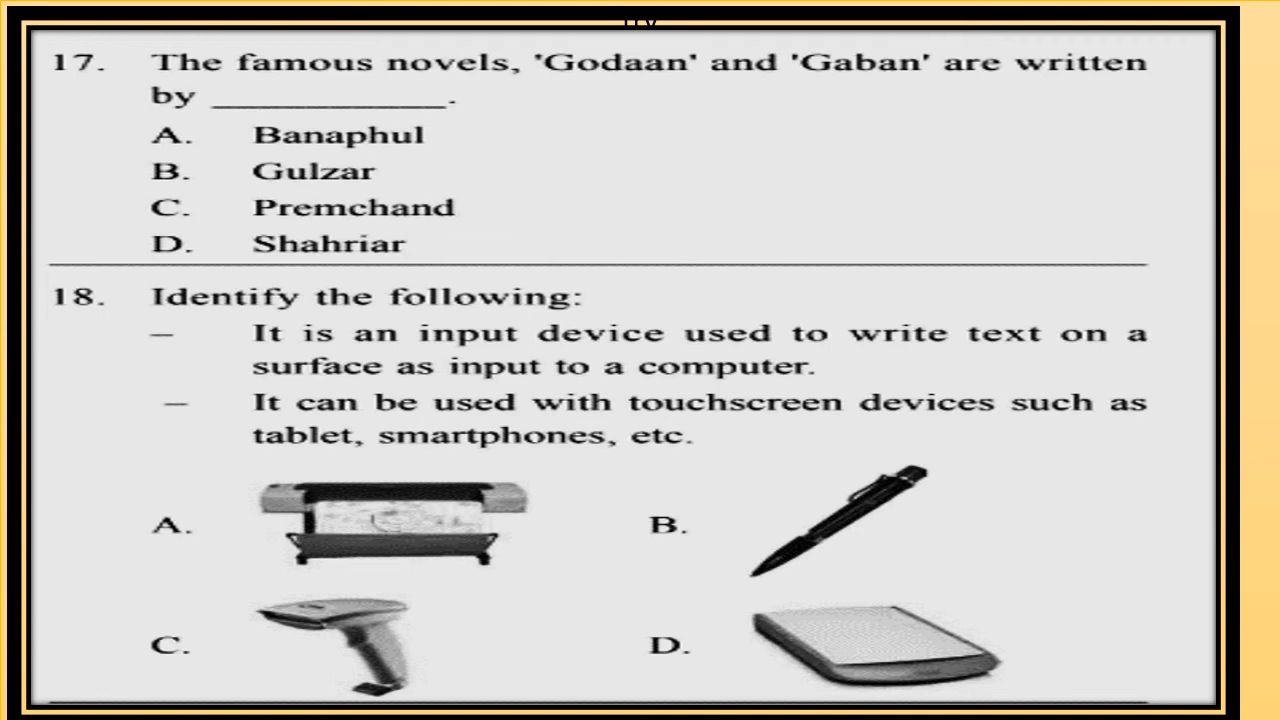 17. The famous novels, 'Godaan' and 'Gaban' are written
by ____________.
A. Banaphul
B. Gulzar
C. Premchand
D. Shahriar
18. Identify the following:
– It is an input device used to write text on a
surface as input to a computer.
– It can be used with touchscreen devices such as
tablet, smartphones, etc.
A. B.
C. D.